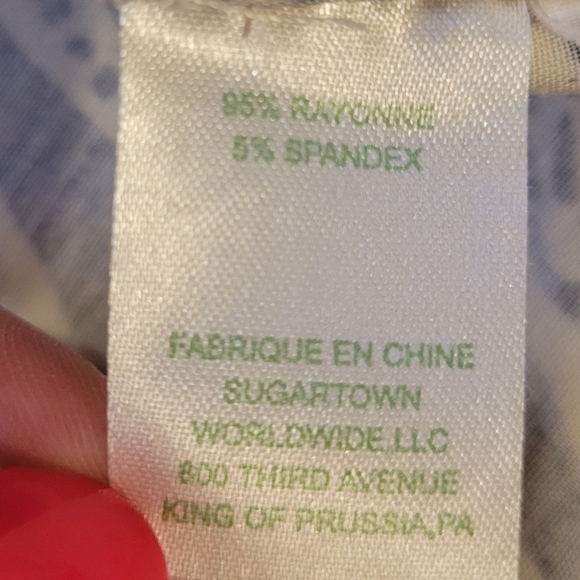 95% RAYONNE
5% SPANDEX
FABRIQUE EN CHINE
SUGARTOWN
WORLDWIDE,LLC
800 THIRD AVENUE
KING OF PRUSSIA,PA